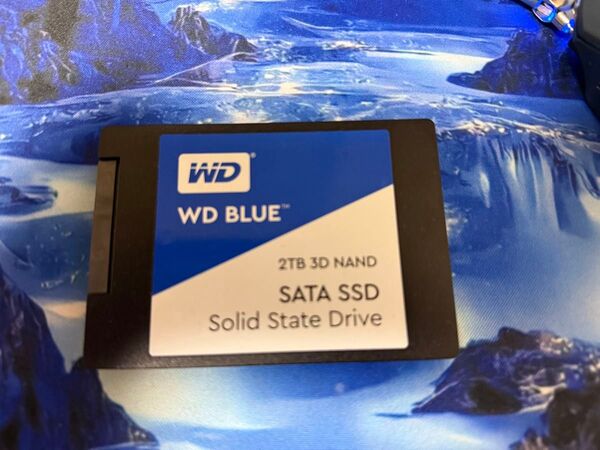 WD®
WD BLUE™
2TB 3D NAND
SATA SSD
Solid State Drive